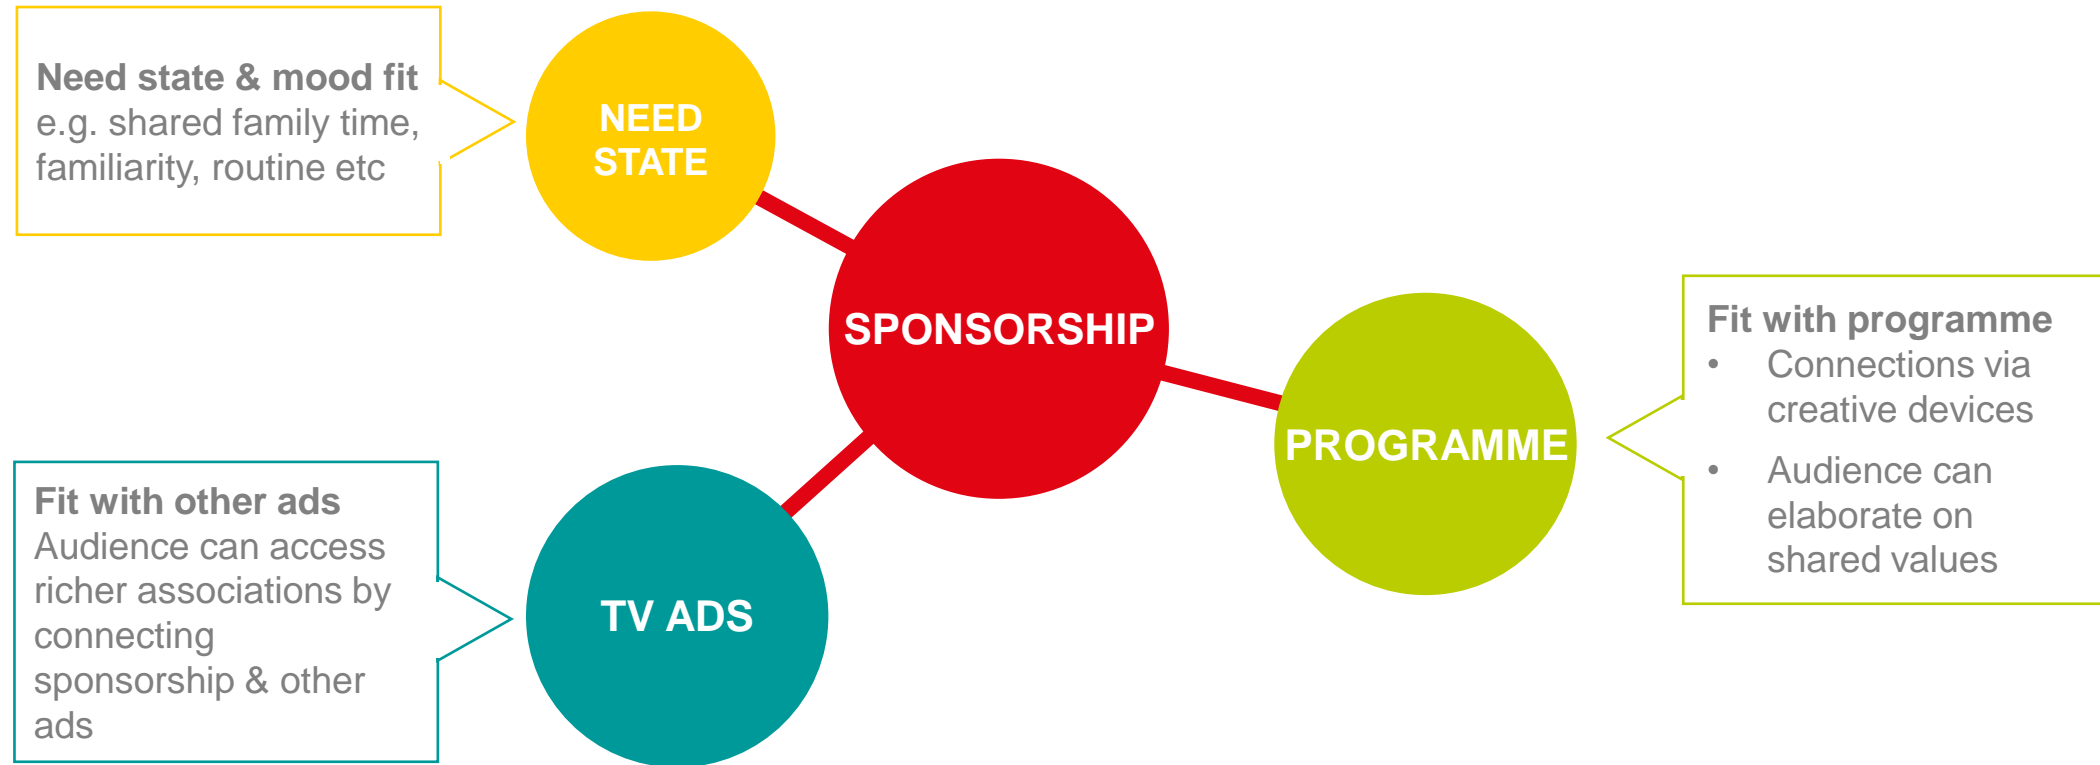 Need state & mood fit
e.g. shared family time,
familiarity, routine etc
NEED
STATE
SPONSORSHIP
PROGRAMME
Fit with programme
• Connections via
creative devices
• Audience can
elaborate on
shared values
Fit with other ads
Audience can access
richer associations by
connecting
sponsorship & other
ads
TV ADS